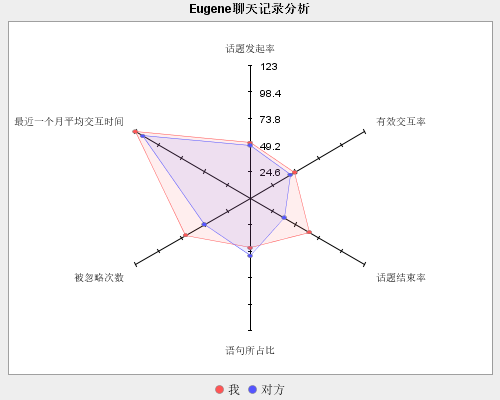 Eugene聊天记录分析
话题发起率
123
98.4
73.8
49.2
24.6
最近一个月平均交互时间
有效交互率
被忽略次数
话题结束率
语句所占比
我 对方